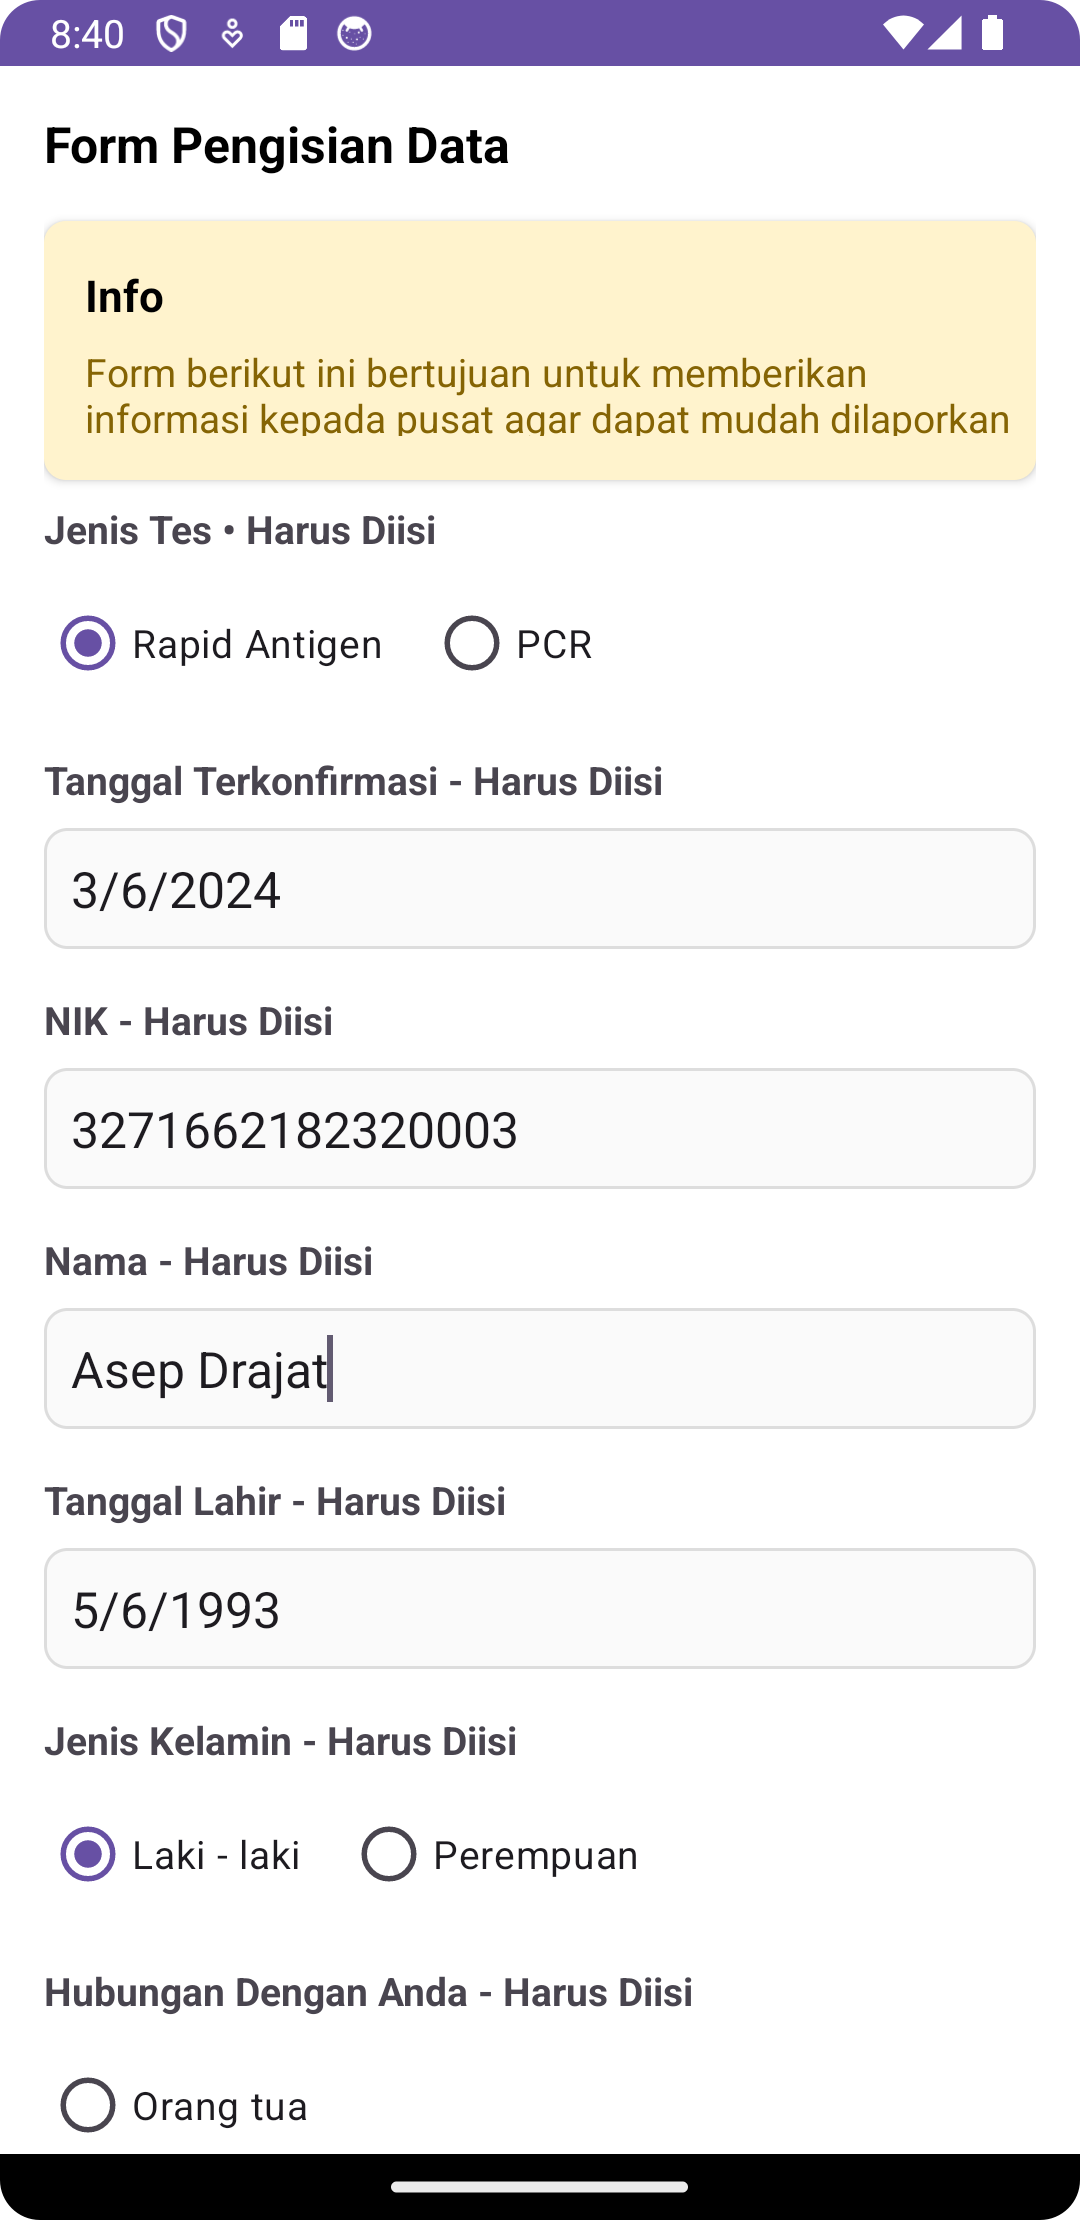 8:40
Form Pengisian Data
Info
Form berikut ini bertujuan untuk memberikan
informasi kepada pusat agar dapat mudah dilaporkan
Jenis Tes • Harus Diisi
Rapid Antigen PCR
Tanggal Terkonfirmasi - Harus Diisi
3/6/2024
NIK - Harus Diisi
3271662182320003
Nama - Harus Diisi
Asep Drajat
Tanggal Lahir - Harus Diisi
5/6/1993
Jenis Kelamin - Harus Diisi
Laki - laki Perempuan
Hubungan Dengan Anda - Harus Diisi
Orang tua